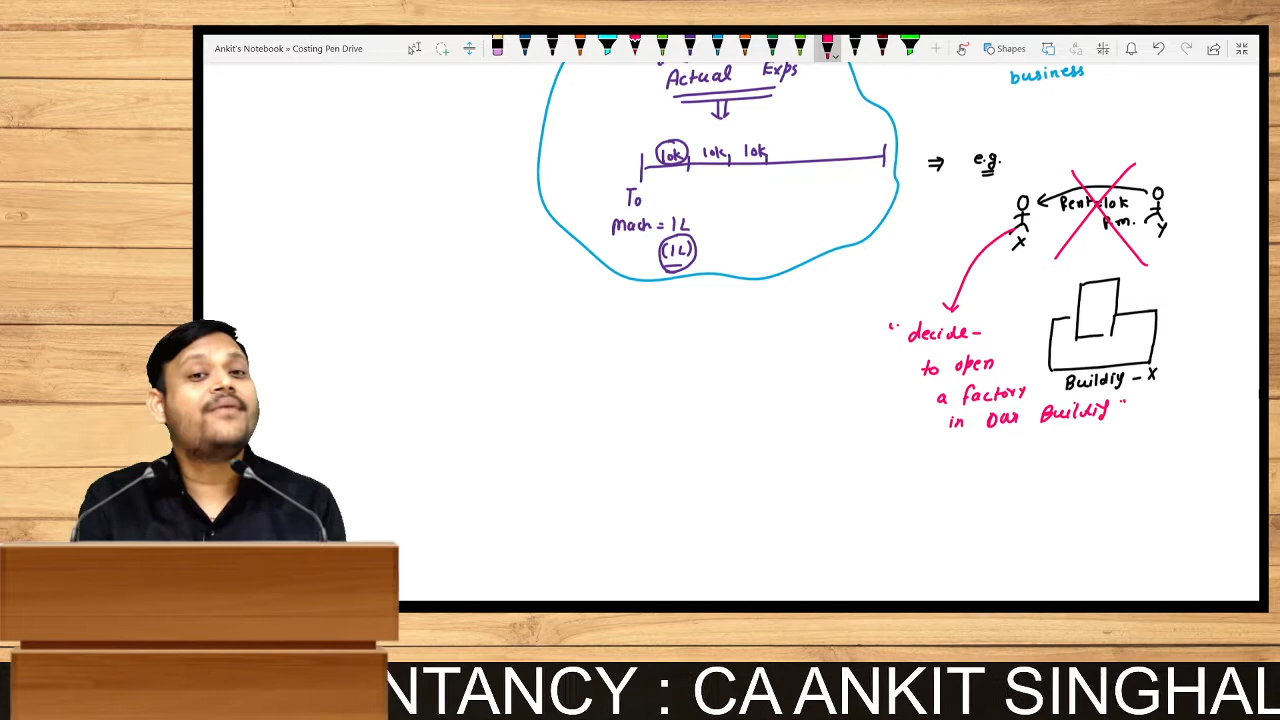 Ankit's Notebook » Costing Pen Drive
Shapes
Actual Exps
business
10k 10k 10k
To
Mach = 1L
(1L)
⇒ e.g.
Rent-10k
p.m.
X
Y
"decide-
to open
a factory
in our Buildig"
Buildiy - X
NTANCY : CA ANKIT SINGHAL